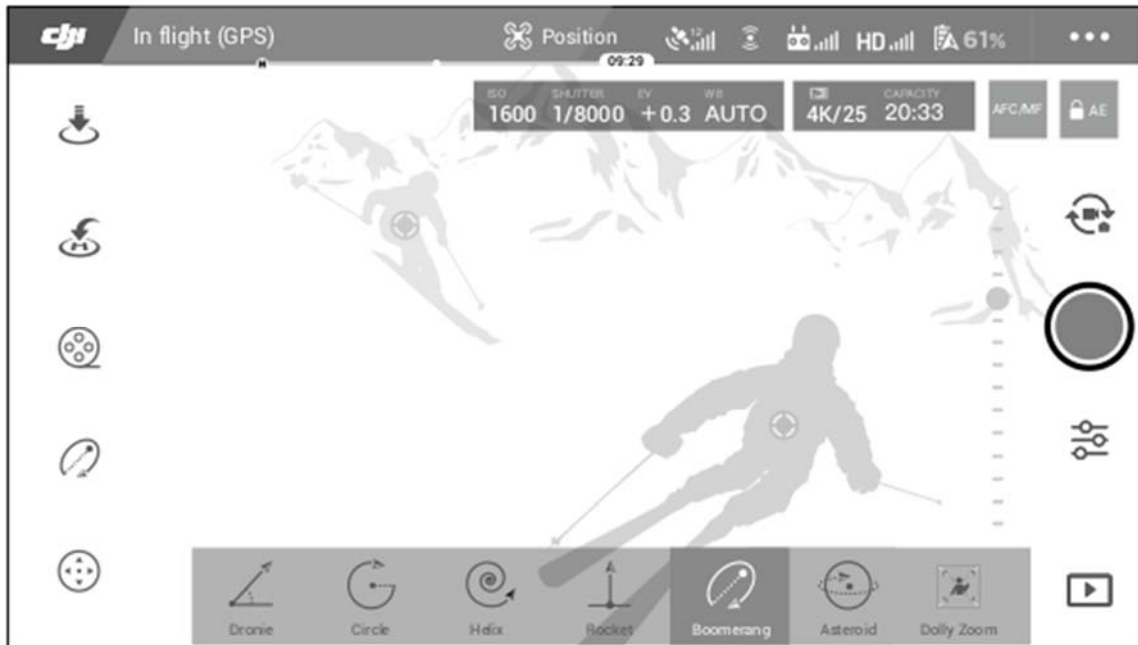 dji In flight (GPS) Position 12 HD 61%
H 09:29
ISO SHUTTER EV WB CAPACITY
1600 1/8000 +0.3 AUTO 4K/25 20:33 AFC/MF AE
H
Dronie Circle Helix Rocket Boomerang Asteroid Dolly Zoom